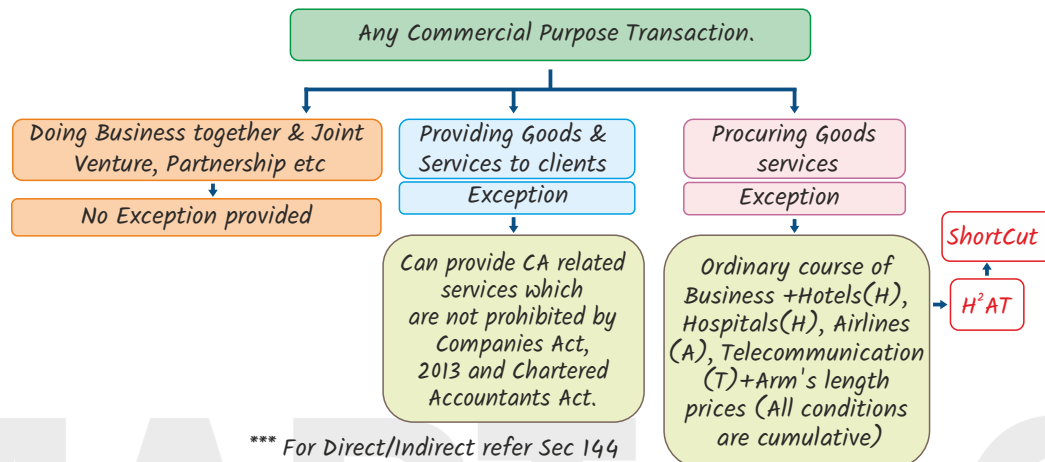 Any Commercial Purpose Transaction.
Doing Business together & Joint
Venture, Partnership etc
No Exception provided
Providing Goods &
Services to clients
Exception
Can provide CA related
services which
are not prohibited by
Companies Act,
2013 and Chartered
Accountants Act.
Procuring Goods
services
Exception
Ordinary course of
Business +Hotels(H),
Hospitals(H), Airlines
(A), Telecommunication
(T)+Arm's length
prices (All conditions
are cumulative)
ShortCut
H²AT
*** For Direct/Indirect refer Sec 144